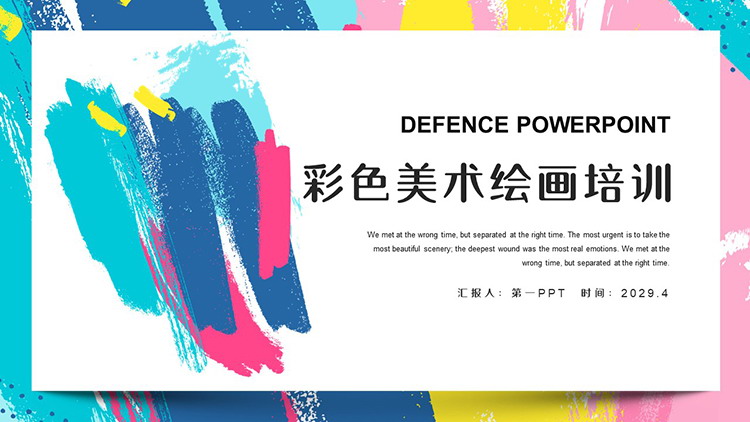 DEFENCE POWERPOINT
彩色美术绘画培训
We met at the wrong time, but separated at the right time. The most urgent is to take the
most beautiful scenery; the deepest wound was the most real emotions. We met at the
wrong time, but separated at the right time.
汇报人：第一PPT 时间：2029.4